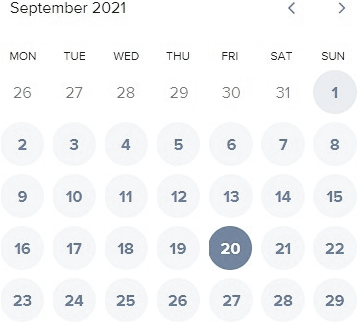 September 2021
MON TUE WED THU FRI SAT SUN
26 27 28 29 30 31 1
2 3 4 5 6 7 8
9 10 11 12 13 14 15
16 17 18 19 20 21 22
23 24 25 26 27 28 29